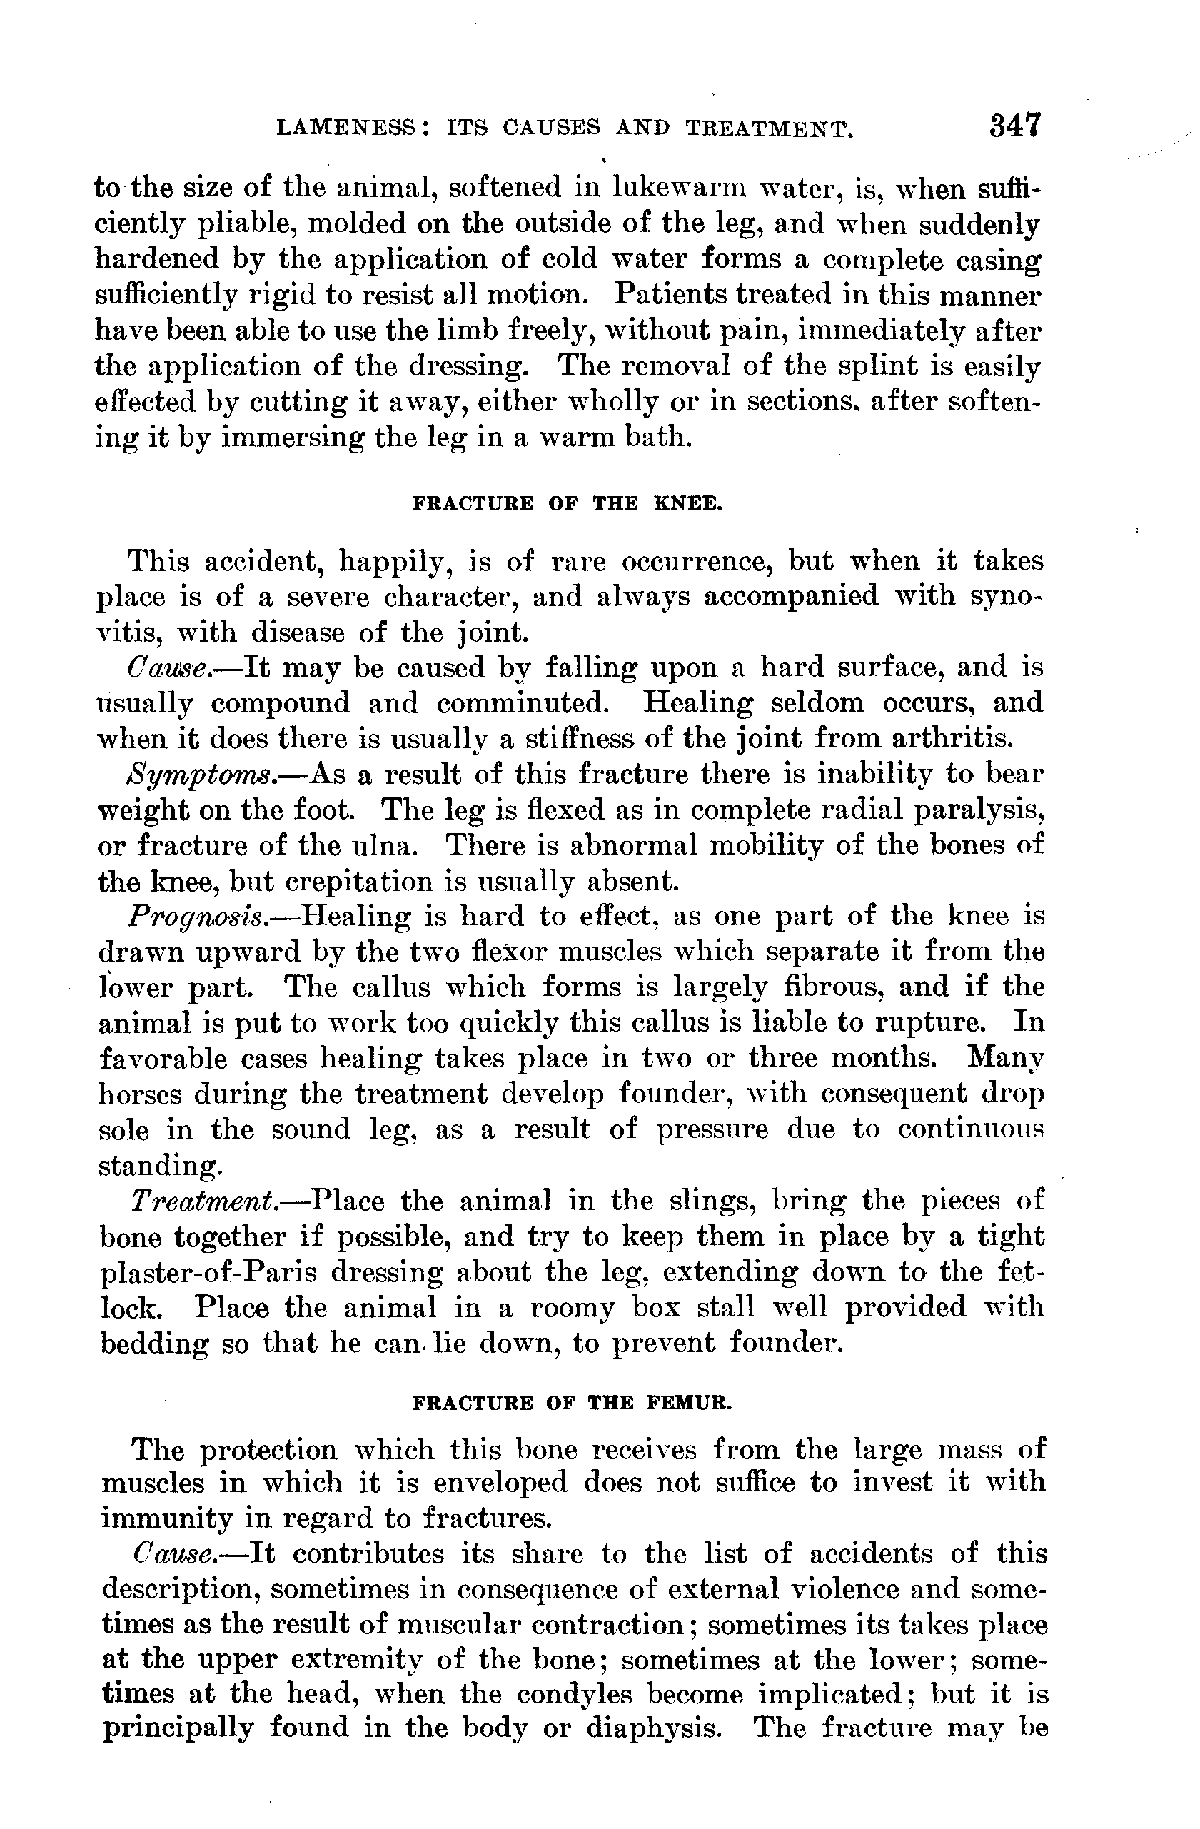 LAMENESS: ITS CAUSES AND TREATMENT. 347
to the size of the animal, softened in lukewarm water, is, when suffi-
ciently pliable, molded on the outside of the leg, and when suddenly
hardened by the application of cold water forms a complete casing
sufficiently rigid to resist all motion. Patients treated in this manner
have been able to use the limb freely, without pain, immediately after
the application of the dressing. The removal of the splint is easily
effected by cutting it away, either wholly or in sections, after soften-
ing it by immersing the leg in a warm bath.
FRACTURE OF THE KNEE.
This accident, happily, is of rare occurrence, but when it takes
place is of a severe character, and always accompanied with syno-
vitis, with disease of the joint.
Cause.—It may be caused by falling upon a hard surface, and is
usually compound and comminuted. Healing seldom occurs, and
when it does there is usually a stiffness of the joint from arthritis.
Symptoms.—As a result of this fracture there is inability to bear
weight on the foot. The leg is flexed as in complete radial paralysis,
or fracture of the ulna. There is abnormal mobility of the bones of
the knee, but crepitation is usually absent.
Prognosis.—Healing is hard to effect, as one part of the knee is
drawn upward by the two flexor muscles which separate it from the
lower part. The callus which forms is largely fibrous, and if the
animal is put to work too quickly this callus is liable to rupture. In
favorable cases healing takes place in two or three months. Many
horses during the treatment develop founder, with consequent drop
sole in the sound leg, as a result of pressure due to continuous
standing.
Treatment.—Place the animal in the slings, bring the pieces of
bone together if possible, and try to keep them in place by a tight
plaster-of-Paris dressing about the leg, extending down to the fet-
lock. Place the animal in a roomy box stall well provided with
bedding so that he can lie down, to prevent founder.
FRACTURE OF THE FEMUR.
The protection which this bone receives from the large mass of
muscles in which it is enveloped does not suffice to invest it with
immunity in regard to fractures.
Cause.—It contributes its share to the list of accidents of this
description, sometimes in consequence of external violence and some-
times as the result of muscular contraction; sometimes its takes place
at the upper extremity of the bone; sometimes at the lower; some-
times at the head, when the condyles become implicated; but it is
principally found in the body or diaphysis. The fracture may be